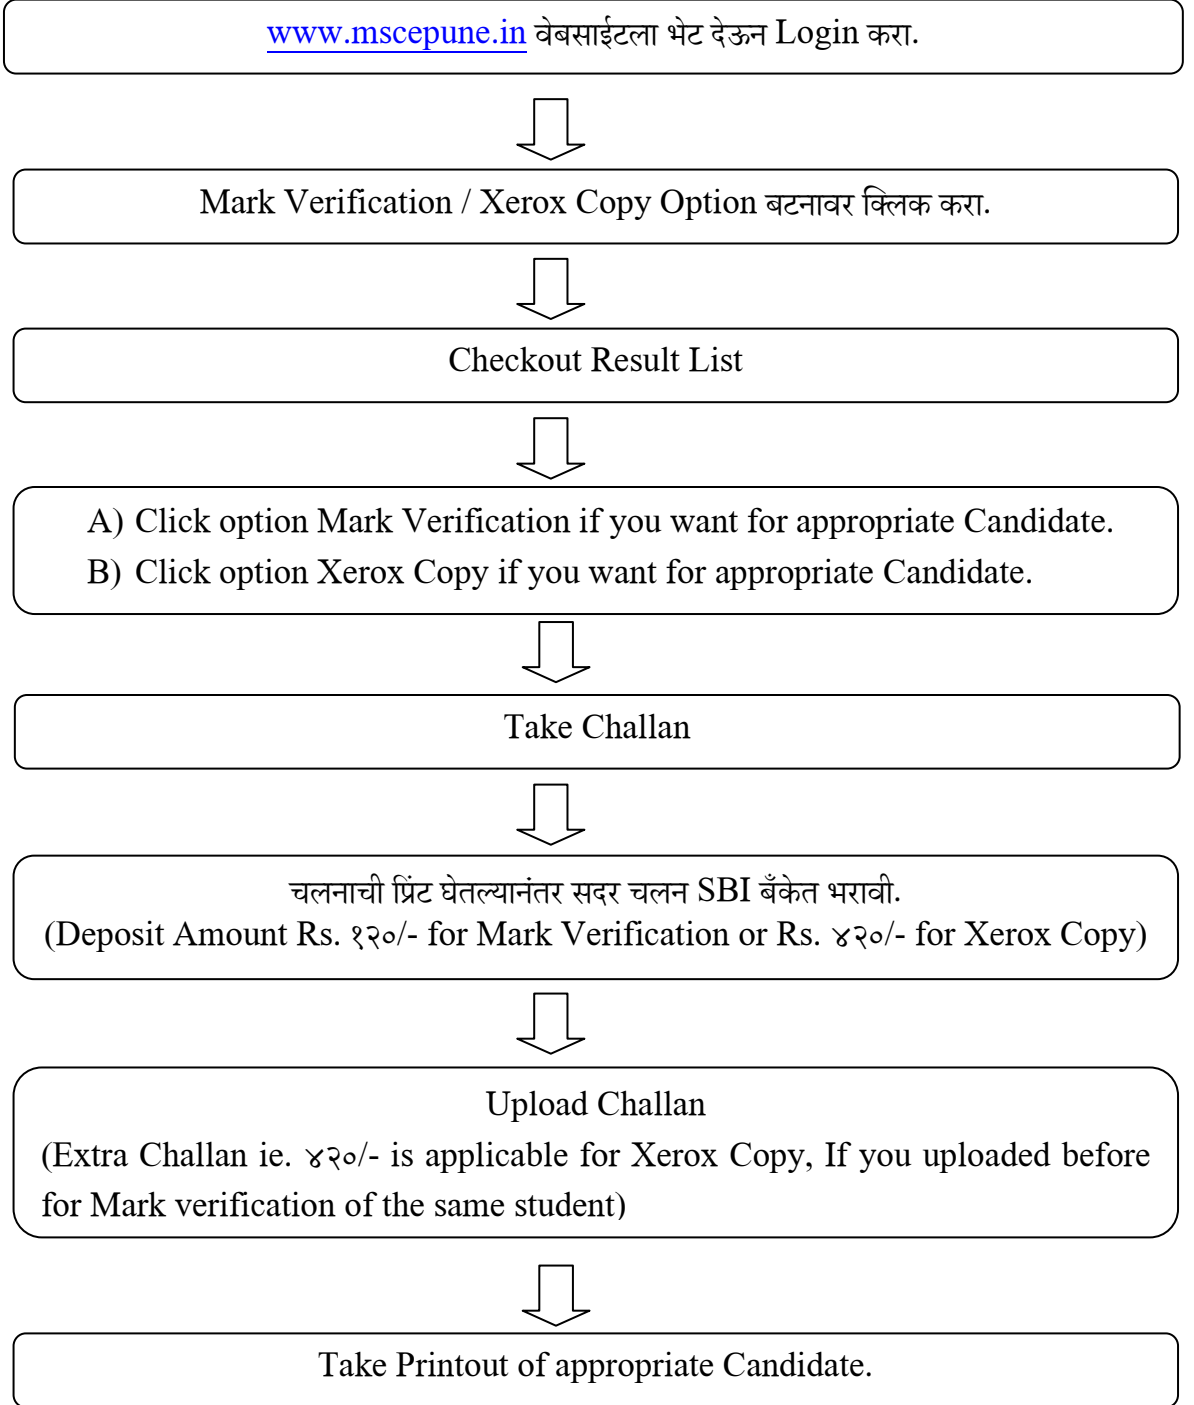 www.mscepune.in वेबसाईटला भेट देऊन Login करा.
Mark Verification / Xerox Copy Option बटनावर क्लिक करा.
Checkout Result List
A) Click option Mark Verification if you want for appropriate Candidate.
B) Click option Xerox Copy if you want for appropriate Candidate.
Take Challan
चलनाची प्रिंट घेतल्यानंतर सदर चलन SBI बँकेत भरावी.
(Deposit Amount Rs. १२०/- for Mark Verification or Rs. ४२०/- for Xerox Copy)
Upload Challan
(Extra Challan ie. ४२०/- is applicable for Xerox Copy, If you uploaded before
for Mark verification of the same student)
Take Printout of appropriate Candidate.